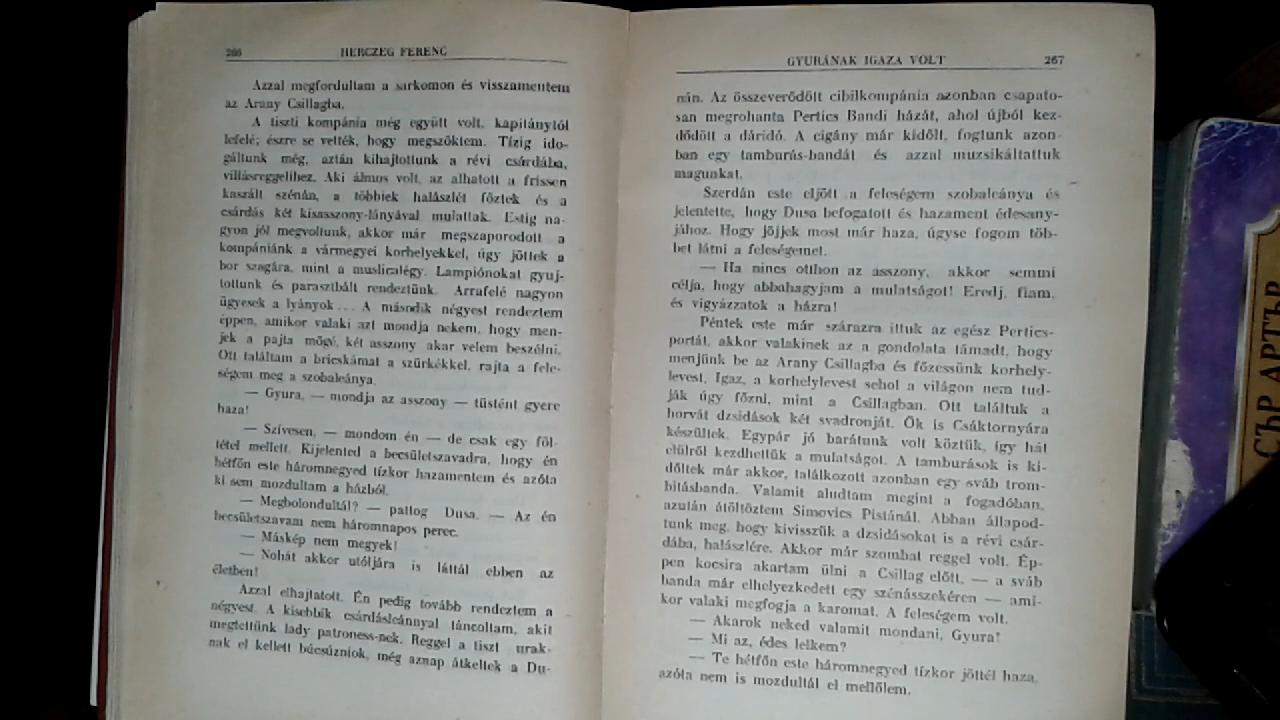 266 HERCZEG FERENC
Azzal megfordultam a sarkomon és visszamentem
az Arany Csillagba.
A tiszti kompánia még együtt volt, kapitánytól
lefelé; észre se vették, hogy megszöktem. Tízig ido-
gáltunk még, aztán kihajtottunk a révi csárdába,
villásreggelihez. Aki álmos volt, az alhatott a frissen
kaszált szénán, a többiek halászlét főztek és a
csárdás két kisasszony-lányával mulattak. Estig na-
gyon jól megvoltunk, akkor már megszaporodott a
kompániánk a vármegyei korhelyekkel, úgy jöttek a
bor szagára, mint a muslicalégy. Lampiónokat gyuj-
tottunk és parasztbált rendeztünk. Arrafelé nagyon
ügyesek a lyányok... A második négyest rendeztem
éppen, amikor valaki azt mondja nekem, hogy men-
jek a pajta mögé, két asszony akar velem beszélni.
Ott találtam a bricskámat a szürkékkel, rajta a fele-
ségem meg a szobaleánya.
— Gyura, — mondja az asszony — tüstént gyere
haza!
— Szívesen, — mondom én — de csak egy föl-
tétel mellett. Kijelented a becsületszavadra, hogy én
hétfőn este háromnegyed tízkor hazamentem és azóta
ki sem mozdultam a házból.
— Megbolondultál? — pattog Dusa. — Az én
becsületszavam nem háromnapos perec.
— Máskép nem megyek!
— Nohát akkor utóljára is láttál ebben az
életben!
Azzal elhajtatott. Én pedig tovább rendeztem a
négyest. A kisebbik csárdásleánnyal táncoltam, akit
megtettünk lady patroness-nek. Reggel a tiszt urak-
nak el kellett búcsúzniok, még aznap átkeltek a Du-
GYURÁNAK IGAZA VOLT 267
nán. Az összeverődött cibilkompánia azonban csapato-
san megrohanta Pertics Bandi házát, ahol újból kez-
dődött a dáridó. A cigány már kidőlt, fogtunk azon-
ban egy tamburás-bandát és azzal muzsikáltattuk
magunkat.
Szerdán este eljött a feleségem szobaleánya és
jelentette, hogy Dusa befogatott és hazament édesany-
jához. Hogy jöjjek most már haza, úgyse fogom töb-
bet látni a feleségemet.
— Ha nincs otthon az asszony, akkor semmi
célja, hogy abbahagyjam a mulatságot! Eredj, fiam,
és vigyázzatok a házra!
Péntek este már szárazra ittuk az egész Pertics-
portát, akkor valakinek az a gondolata támadt, hogy
menjünk be az Arany Csillagba és főzessünk korhely-
levest. Igaz, a korhelylevest sehol a világon nem tud-
ják úgy főzni, mint a Csillagban. Ott találtuk a
horvát dzsidások két svadronját. Ők is Csáktornyára
készültek. Egypár jó barátunk volt köztük, így hát
elülről kezdhettük a mulatságot. A tamburások is ki-
dőltek már akkor, találkozott azonban egy sváb trom-
bitásbanda. Valamit aludtam megint a fogadóban,
azután átöltöztem Simovics Pistánál. Abban állapod-
tunk meg, hogy kivisszük a dzsidásokat is a révi csár-
dába, halászlére. Akkor már szombat reggel volt. Ép-
pen kocsira akartam ülni a Csillag előtt, — a sváb
banda már elhelyezkedett egy szénásszekéren — ami-
kor valaki megfogja a karomat. A feleségem volt.
— Akarok neked valamit mondani, Gyura!
— Mi az, édes lelkem?
— Te hétfőn este háromnegyed tízkor jöttél haza,
azóta nem is mozdultál el mellőlem.
СЪР АРТЪР